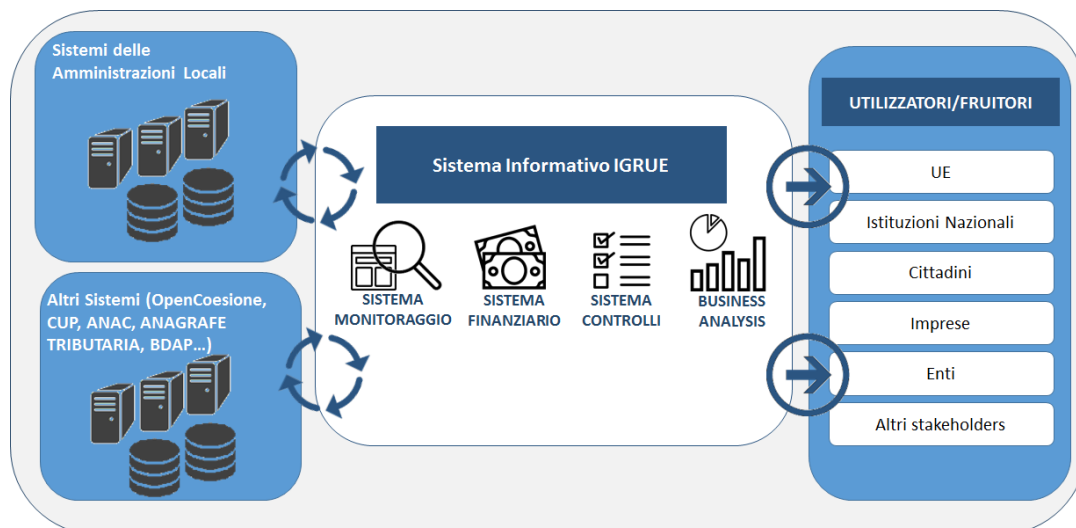 Sistemi delle
Amministrazioni Locali
Altri Sistemi (OpenCoesione,
CUP, ANAC, ANAGRAFE
TRIBUTARIA, BDAP...)
Sistema Informativo IGRUE
SISTEMA
MONITORAGGIO
SISTEMA
FINANZIARIO
SISTEMA
CONTROLLI
BUSINESS
ANALYSIS
UTILIZZATORI/FRUITORI
UE
Istituzioni Nazionali
Cittadini
Imprese
Enti
Altri stakeholders